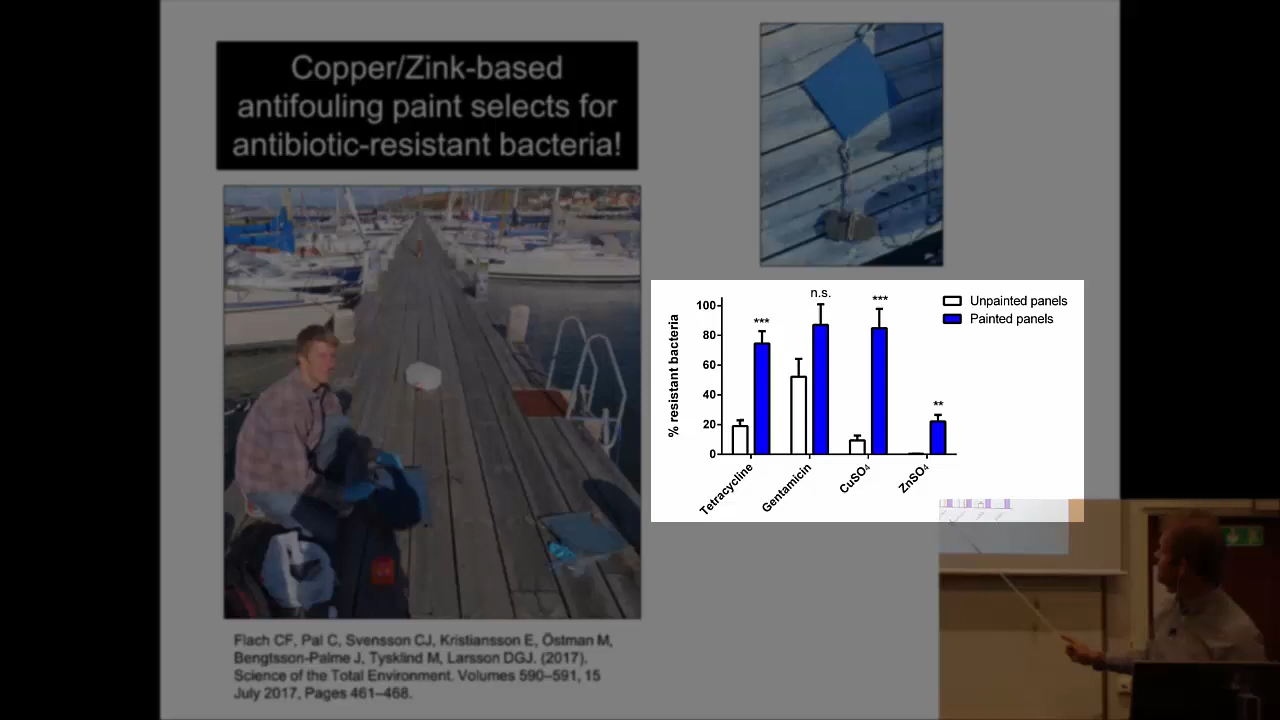 Copper/Zink-based
antifouling paint selects for
antibiotic-resistant bacteria!
n.s.
***
***
**
Unpainted panels
Painted panels
% resistant bacteria
100
80
60
40
20
0
Tetracycline
Gentamicin
CuSO4
ZnSO4
Flach CF, Pal C, Svensson CJ, Kristiansson E, Östman M,
Bengtsson-Palme J, Tysklind M, Larsson DGJ. (2017).
Science of the Total Environment. Volumes 590–591, 15
July 2017, Pages 461–468.